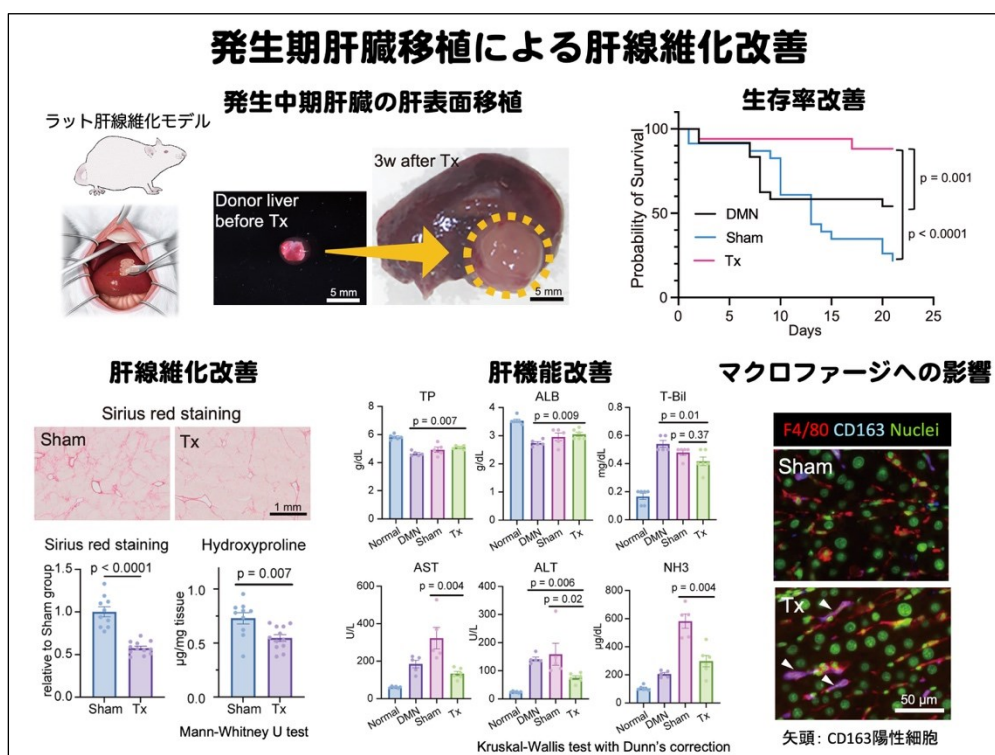 発生期肝臓移植による肝線維化改善
発生中期肝臓の肝表面移植
ラット肝線維化モデル
Donor liver
before Tx
5 mm
3w after Tx
5 mm
生存率改善
Probability of Survival
100
50
0
0 5 10 15 20 25
Days
DMN
Sham
Tx
p = 0.001
p < 0.0001
肝線維化改善
Sirius red staining
Sham
Tx
1 mm
Sirius red staining
p < 0.0001
relative to Sham group
1.5
1.0
0.5
0.0
Sham Tx
Hydroxyproline
p = 0.007
µg/mg tissue
1.0
0.5
0.0
Sham Tx
Mann-Whitney U test
肝機能改善
TP
p = 0.007
g/dL
8
6
4
2
0
Normal DMN Sham Tx
ALB
p = 0.009
g/dL
4
3
2
1
0
Normal DMN Sham Tx
T-Bil
p = 0.01
p = 0.37
mg/dL
0.8
0.6
0.4
0.2
0.0
Normal DMN Sham Tx
AST
p = 0.004
U/L
600
400
200
0
Normal DMN Sham Tx
ALT
p = 0.006
p = 0.02
U/L
400
300
200
100
0
Normal DMN Sham Tx
NH3
p = 0.004
µg/dL
800
600
400
200
0
Normal DMN Sham Tx
Kruskal-Wallis test with Dunn's correction
マクロファージへの影響
F4/80 CD163 Nuclei
Sham
Tx
50 µm
矢頭: CD163陽性細胞